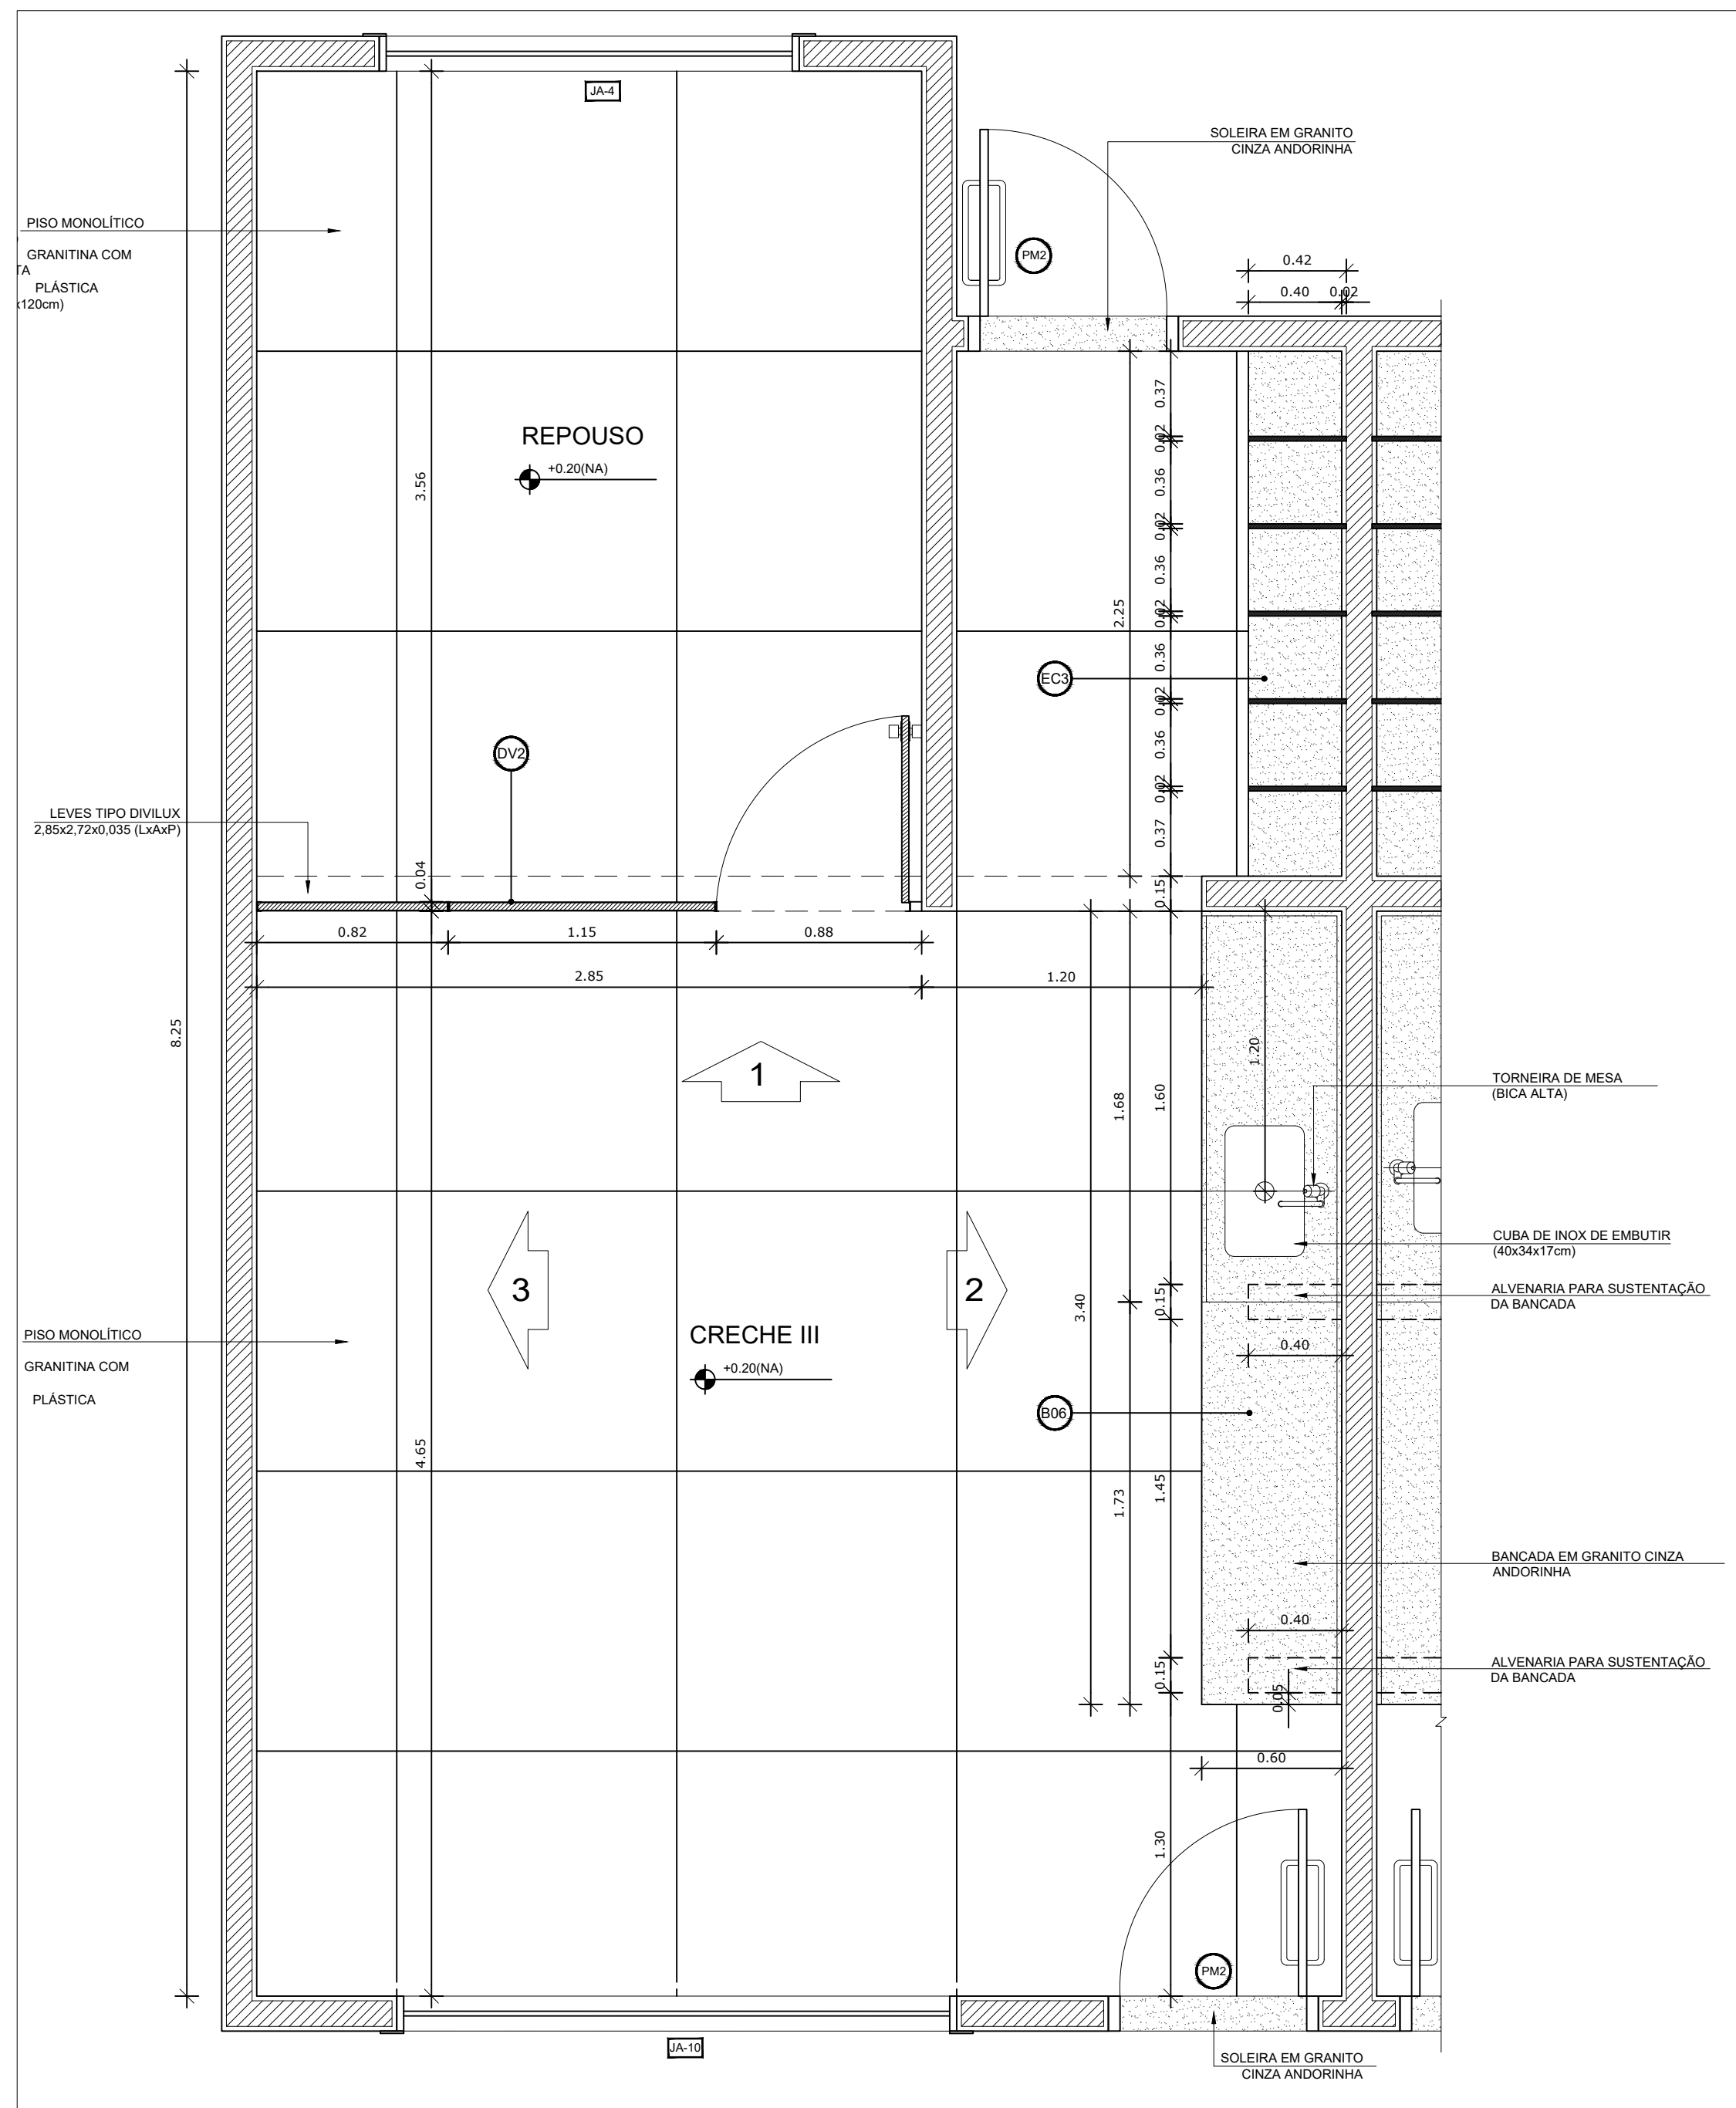 JA-4
SOLEIRA EM GRANITO
CINZA ANDORINHA
PISO MONOLÍTICO
GRANITINA COM
TA
PLÁSTICA
x120cm)
PM2
0.42
0.40
0.02
0.37
0.02
0.36
0.02
0.36
0.02
0.36
0.02
0.36
0.02
0.37
0.15
2.25
3.56
REPOUSO
+0.20(NA)
EC3
DV2
LEVES TIPO DIVILUX
2,85x2,72x0,035 (LxAxP)
0.04
0.82
1.15
0.88
2.85
1.20
8.25
1
1.20
1.68
1.60
TORNEIRA DE MESA
(BICA ALTA)
CUBA DE INOX DE EMBUTIR
(40x34x17cm)
3
2
3.40
0.15
ALVENARIA PARA SUSTENTAÇÃO
DA BANCADA
PISO MONOLÍTICO
GRANITINA COM
PLÁSTICA
CRECHE III
+0.20(NA)
0.40
B06
4.65
1.73
1.45
BANCADA EM GRANITO CINZA
ANDORINHA
0.40
0.15
0.05
ALVENARIA PARA SUSTENTAÇÃO
DA BANCADA
0.60
1.30
PM2
JA-10
SOLEIRA EM GRANITO
CINZA ANDORINHA